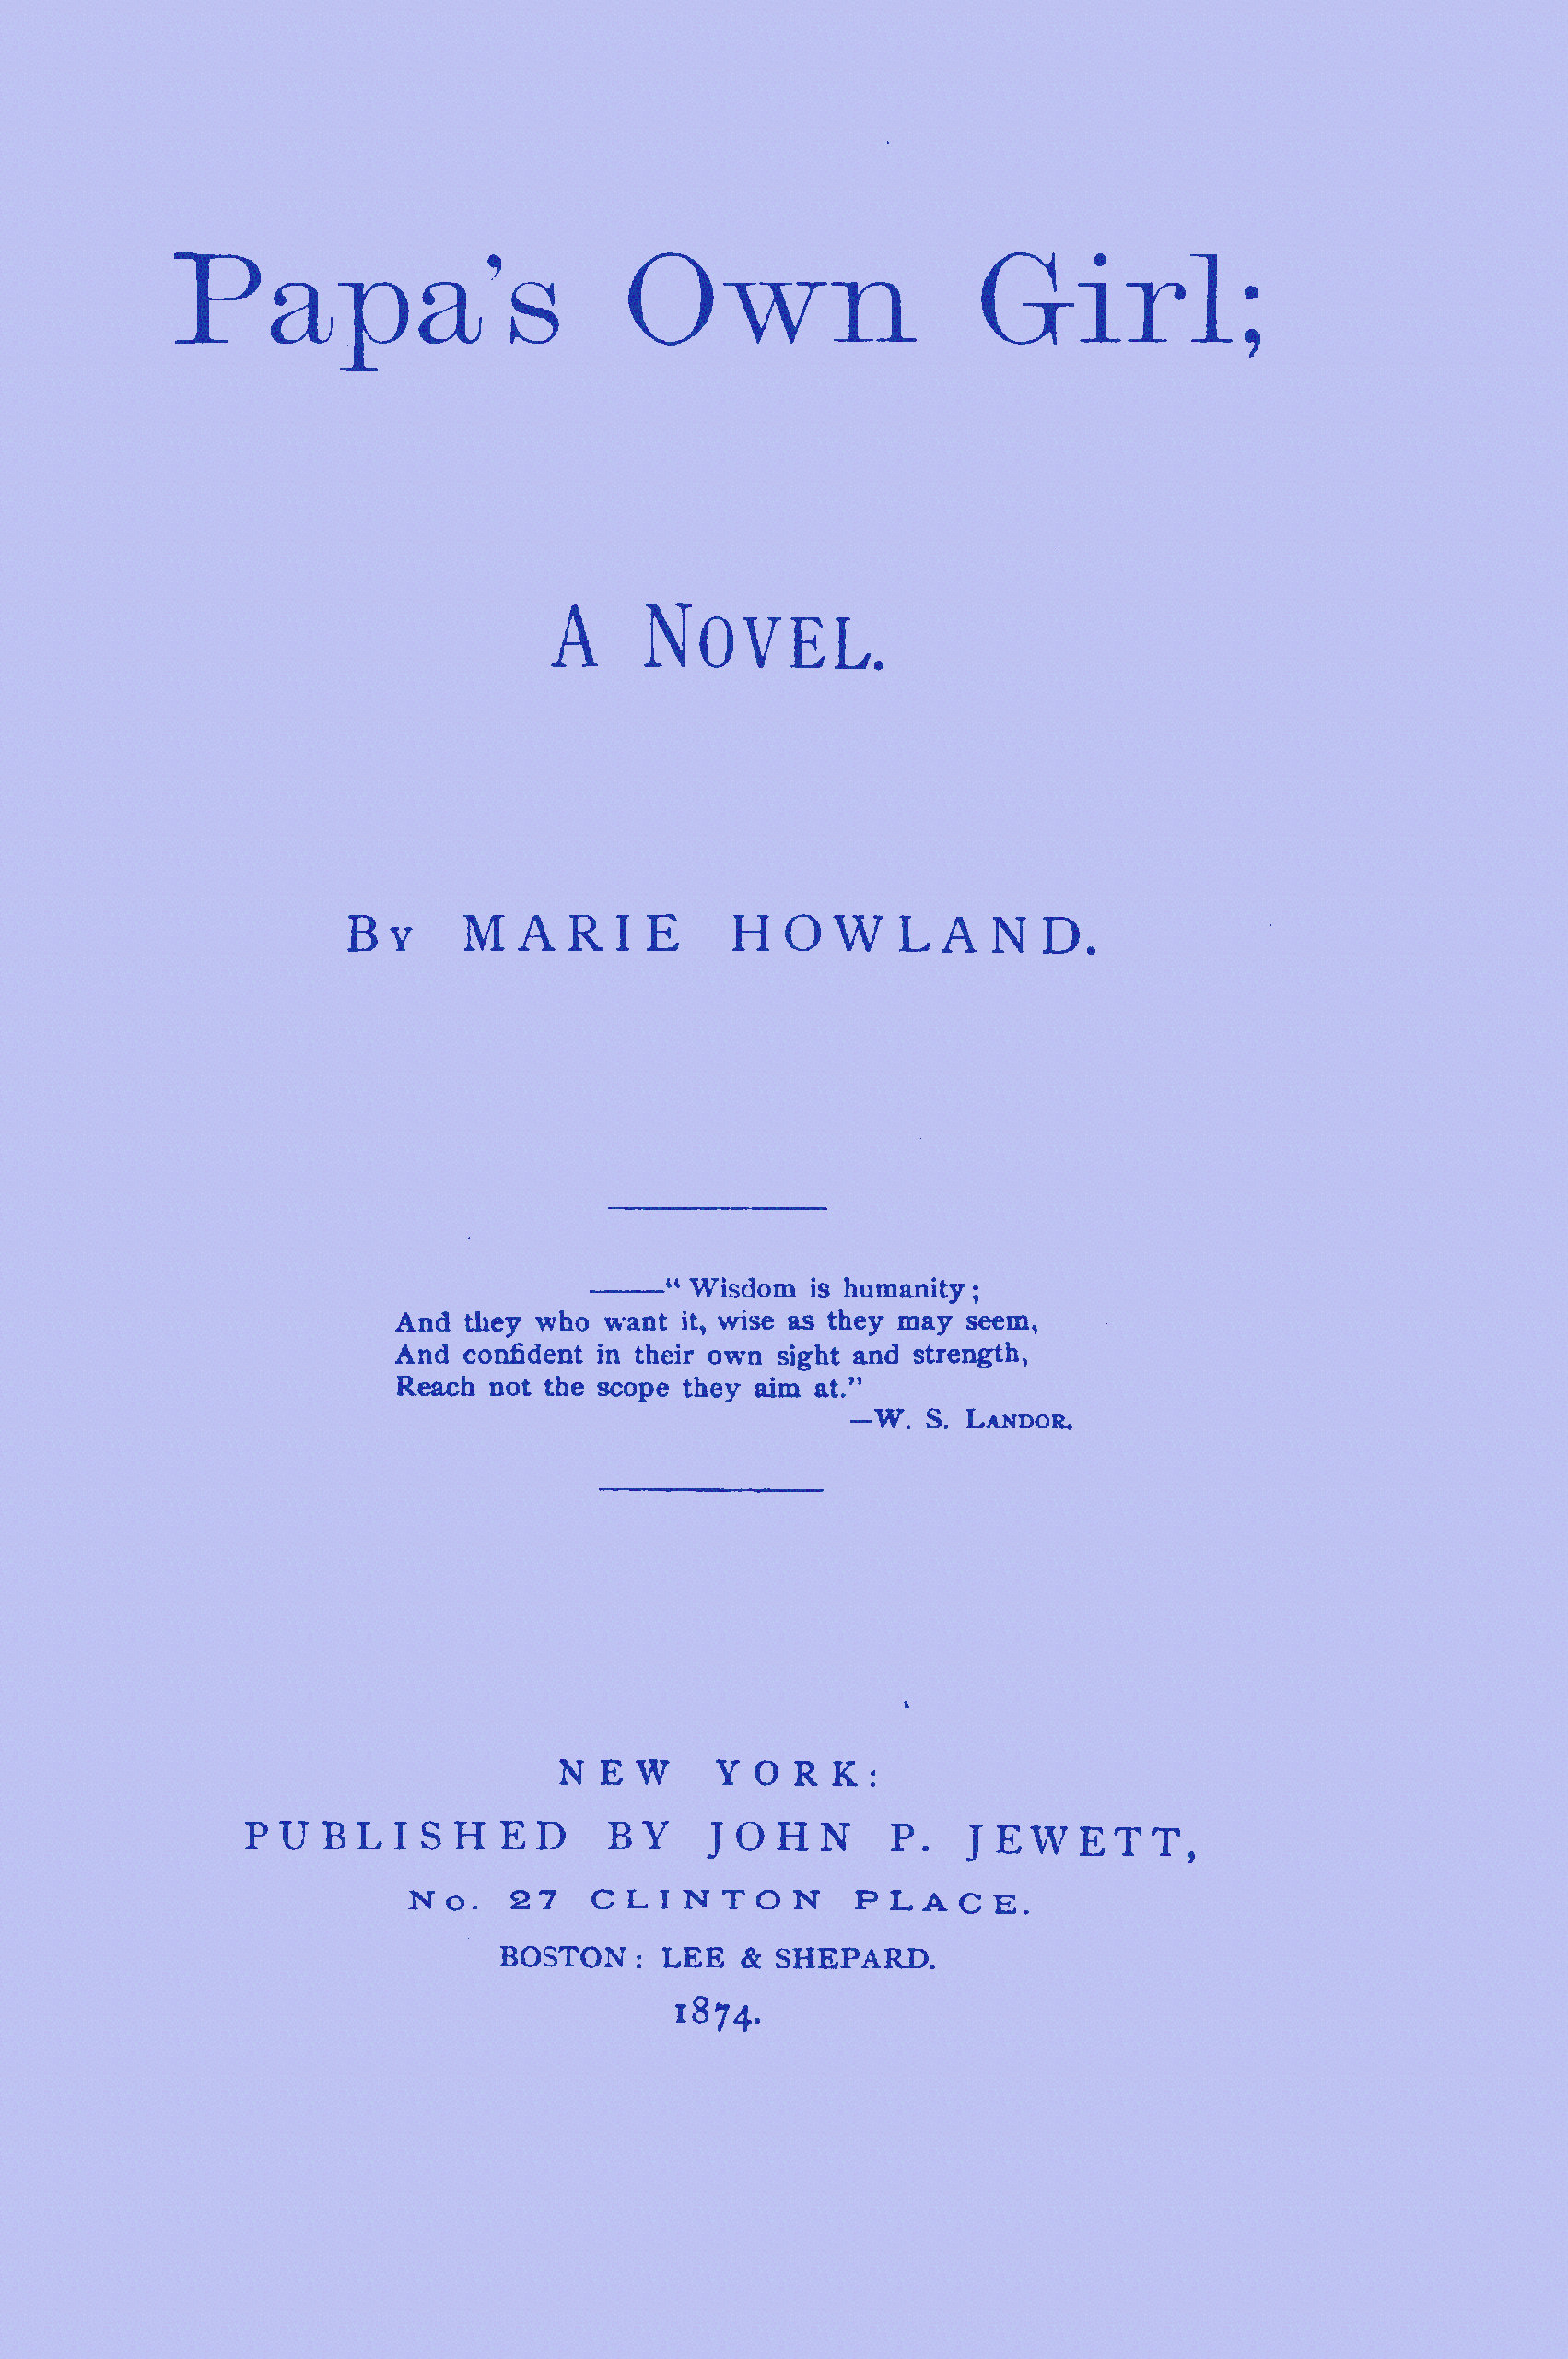 Papa's Own Girl;
A NOVEL.
By MARIE HOWLAND.
——“Wisdom is humanity;
And they who want it, wise as they may seem,
And confident in their own sight and strength,
Reach not the scope they aim at.”
—W. S. LANDOR.
NEW YORK:
PUBLISHED BY JOHN P. JEWETT,
No. 27 CLINTON PLACE.
BOSTON: LEE & SHEPARD.
1874.